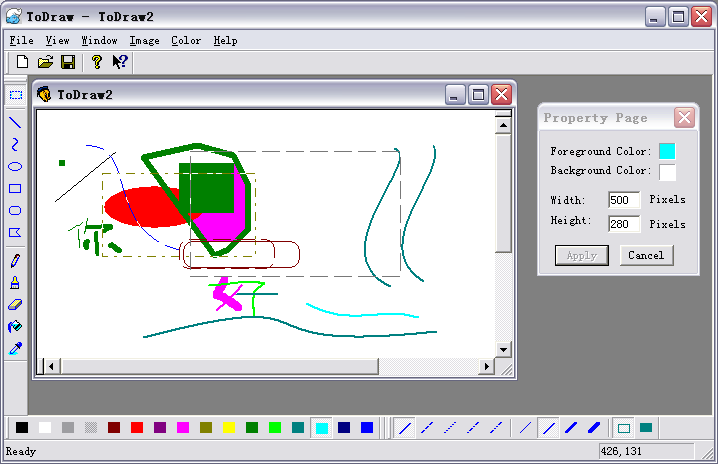 ToDraw - ToDraw2
File View Window Image Color Help
ToDraw2
Property Page
Foreground Color:
Background Color:
Width: 500 Pixels
Height: 280 Pixels
Apply Cancel
Ready 426,131